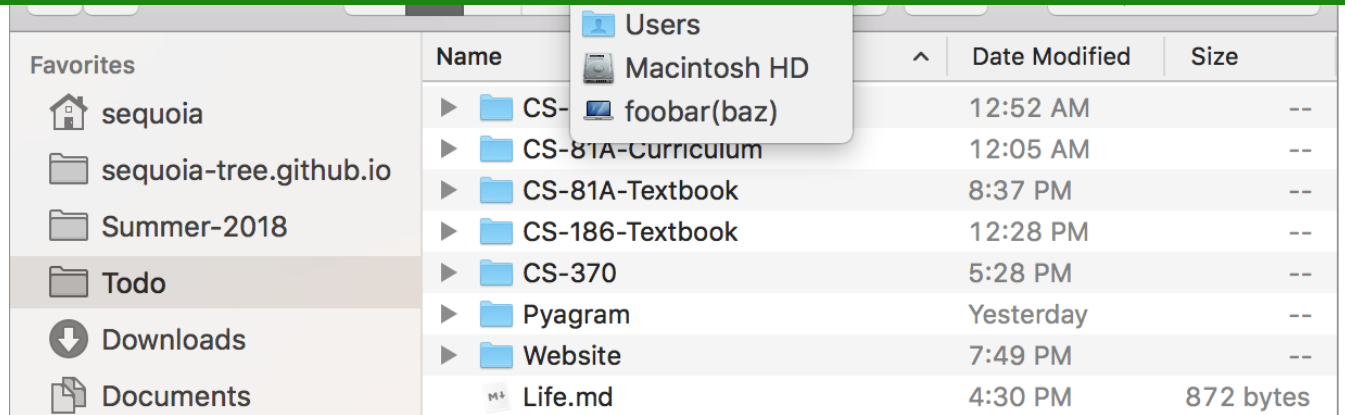 Users
Macintosh HD
foobar(baz)
Favorites
sequoia
sequoia-tree.github.io
Summer-2018
Todo
Downloads
Documents
Name Date Modified Size
CS- 12:52 AM --
CS-81A-Curriculum 12:05 AM --
CS-81A-Textbook 8:37 PM --
CS-186-Textbook 12:28 PM --
CS-370 5:28 PM --
Pyagram Yesterday --
Website 7:49 PM --
M↓ Life.md 4:30 PM 872 bytes